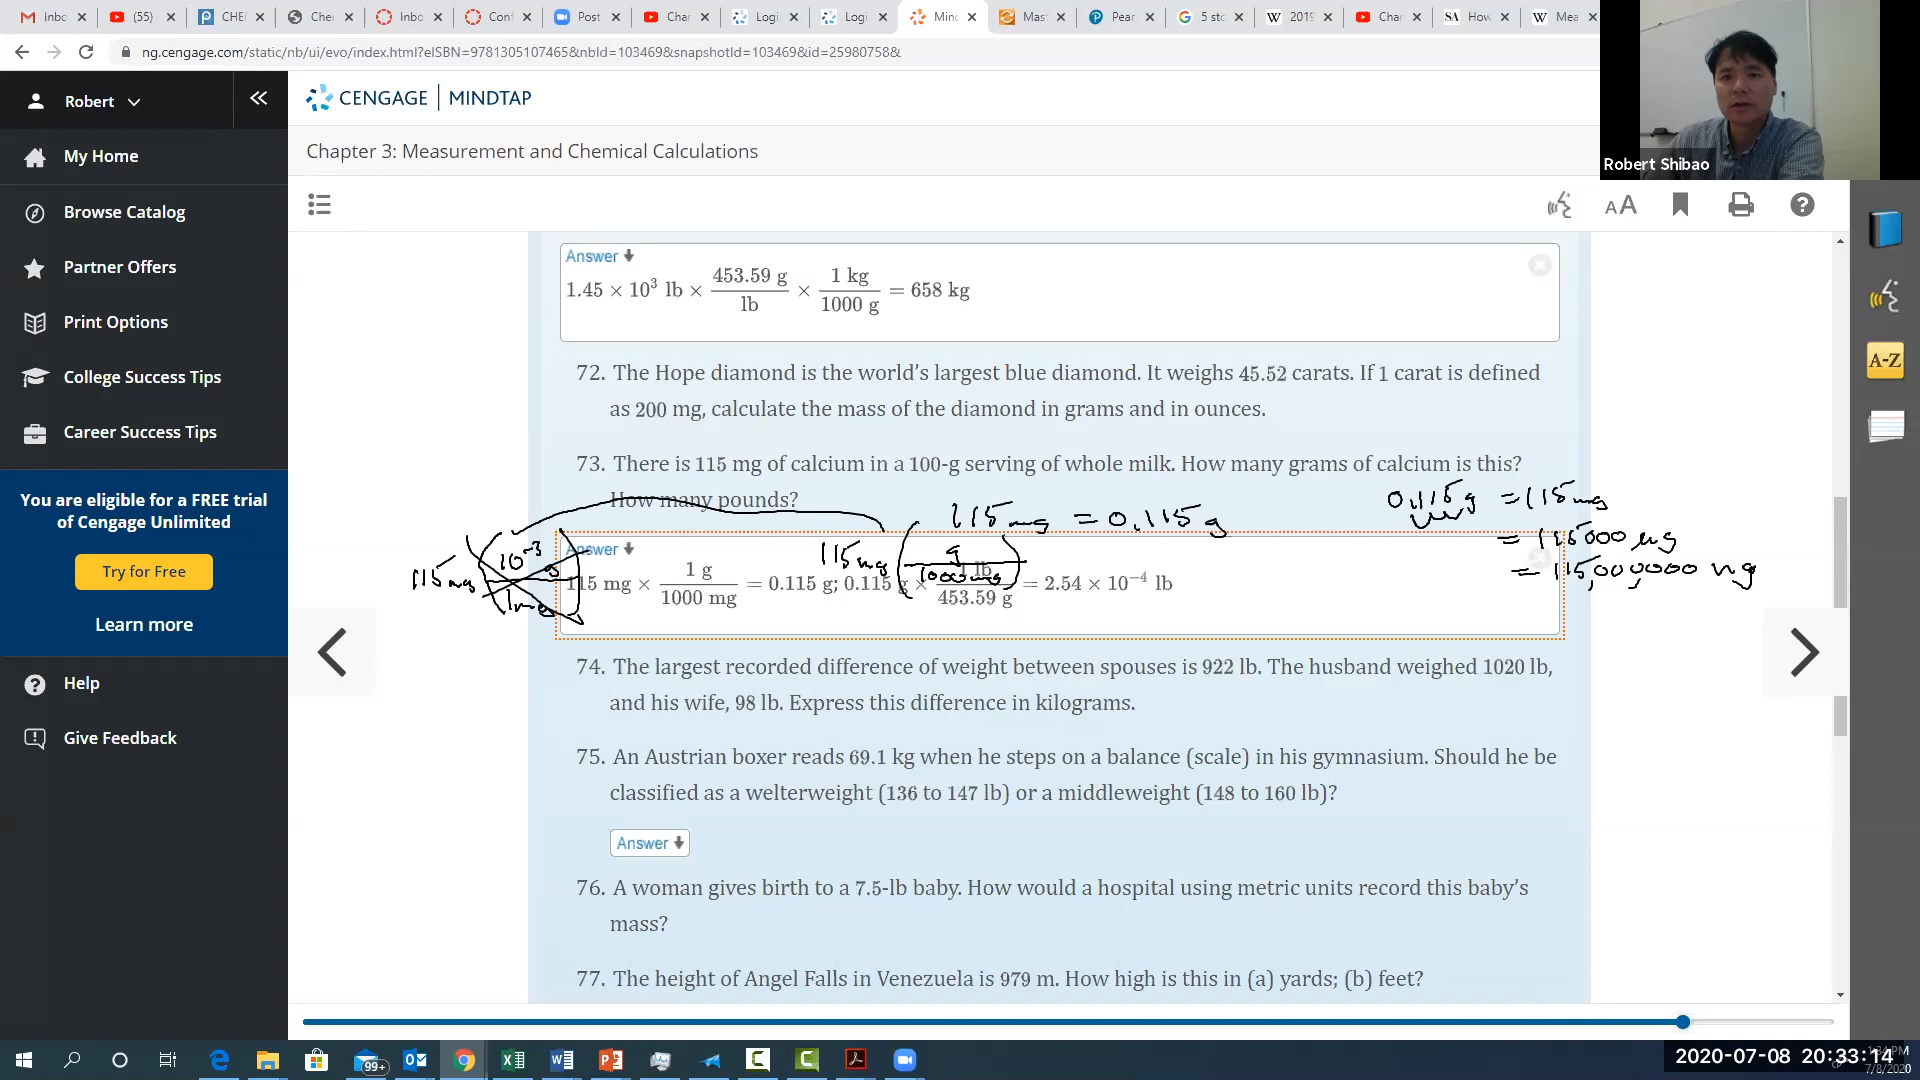 Inbc
(55)
CHEI
Cher
Inbo
Cont
Post
Char
Logi
Logi
Minc
Mast
Pear
5 stc
2019
Char
How
Mea
ng.cengage.com/static/nb/ui/evo/index.html?eISBN=9781305107465&nbId=103469&snapshotId=103469&id=25980758&
Robert
My Home
Browse Catalog
Partner Offers
Print Options
College Success Tips
Career Success Tips
You are eligible for a FREE trial
of Cengage Unlimited
Try for Free
Learn more
Help
Give Feedback
CENGAGE | MINDTAP
Robert Shibao
Chapter 3: Measurement and Chemical Calculations
AA
A-Z
Answer
1.45 × 10³ lb × 453.59 g / lb × 1 kg / 1000 g = 658 kg
72. The Hope diamond is the world's largest blue diamond. It weighs 45.52 carats. If 1 carat is defined
as 200 mg, calculate the mass of the diamond in grams and in ounces.
73. There is 115 mg of calcium in a 100-g serving of whole milk. How many grams of calcium is this?
How many pounds?
115 mg = 0.115 g
0.115 g = 115 mg
= 115000 µg
= 115,000,000 ng
115 mg (10⁻³ g / 1 mg)
115 mg (g / 1000 mg)
Answer
115 mg × 1 g / 1000 mg = 0.115 g; 0.115 g × 1 lb / 453.59 g = 2.54 × 10⁻⁴ lb
74. The largest recorded difference of weight between spouses is 922 lb. The husband weighed 1020 lb,
and his wife, 98 lb. Express this difference in kilograms.
75. An Austrian boxer reads 69.1 kg when he steps on a balance (scale) in his gymnasium. Should he be
classified as a welterweight (136 to 147 lb) or a middleweight (148 to 160 lb)?
Answer
76. A woman gives birth to a 7.5-lb baby. How would a hospital using metric units record this baby's
mass?
77. The height of Angel Falls in Venezuela is 979 m. How high is this in (a) yards; (b) feet?
99+
2020-07-08 20:33:14
7/8/2020